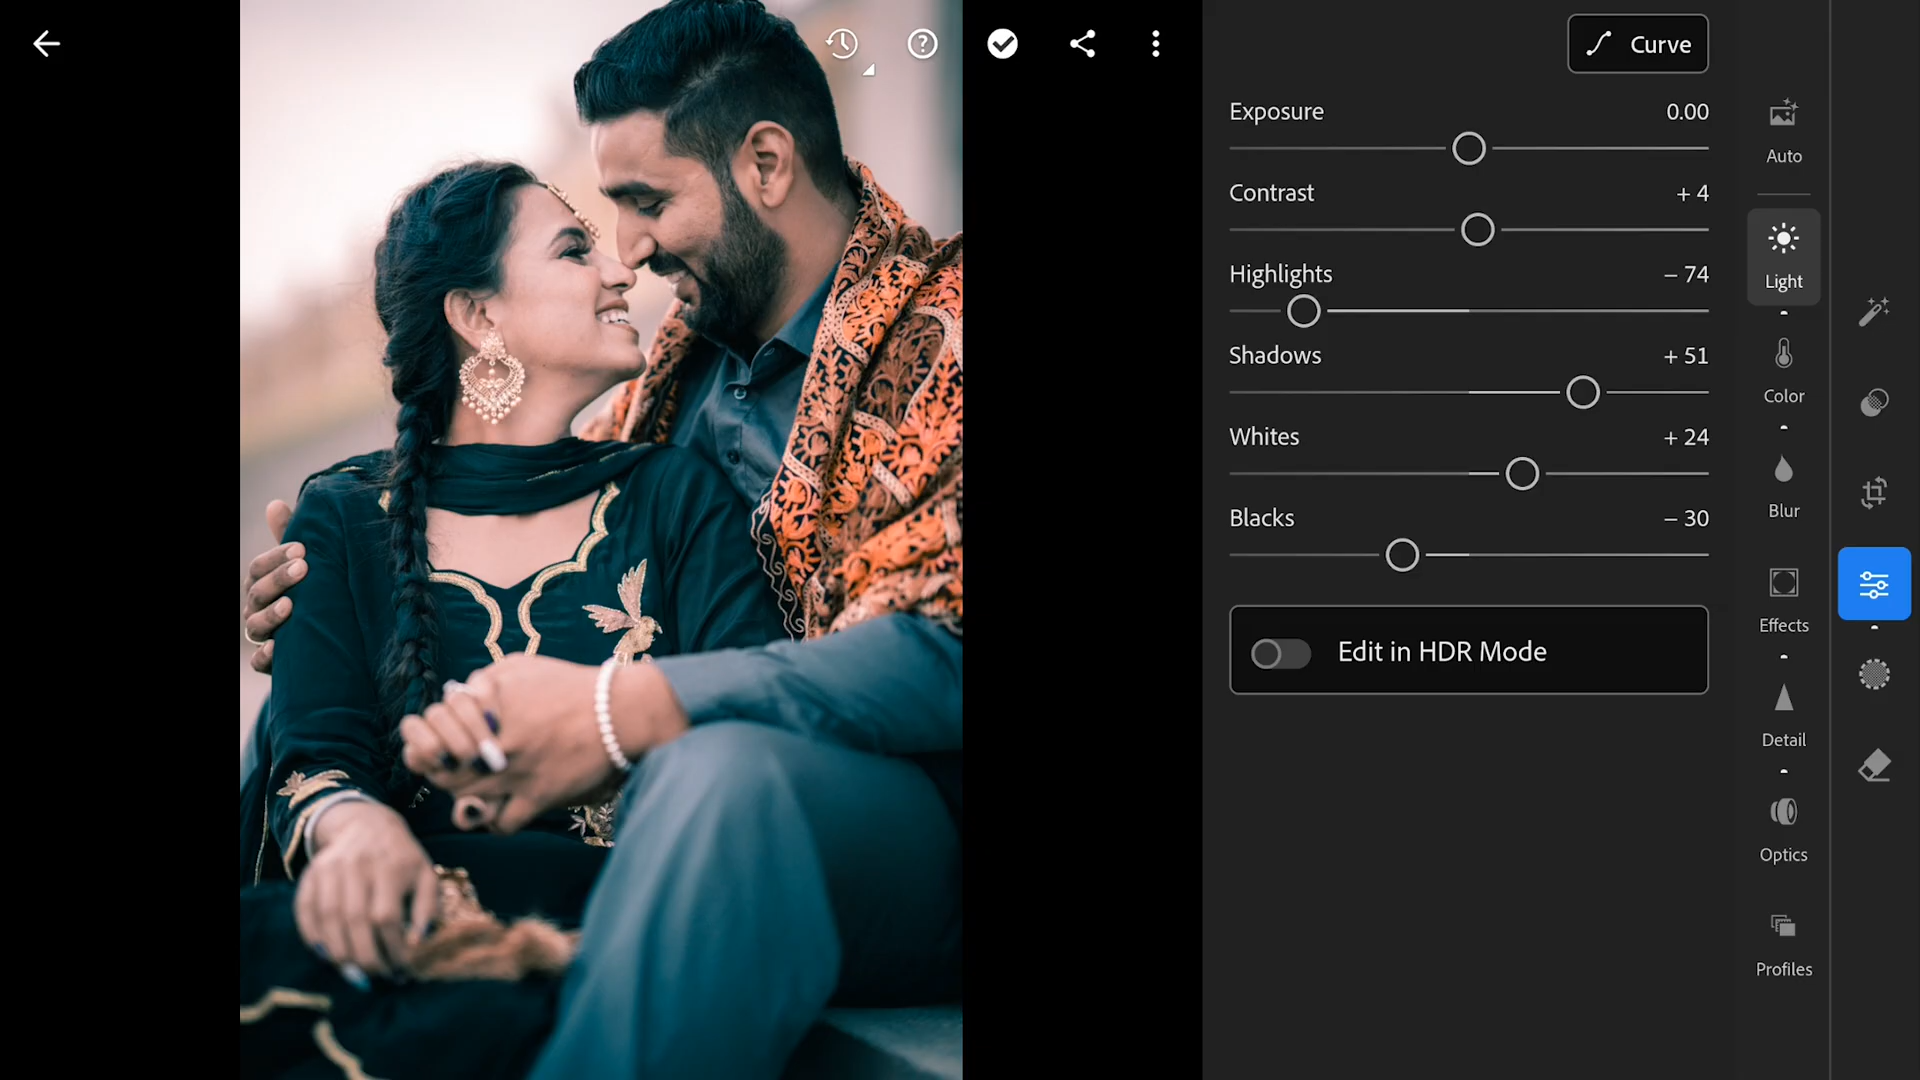 Curve
Exposure 0.00
Contrast + 4
Highlights – 74
Shadows + 51
Whites + 24
Blacks – 30
Edit in HDR Mode
Auto
Light
Color
Blur
Effects
Detail
Optics
Profiles